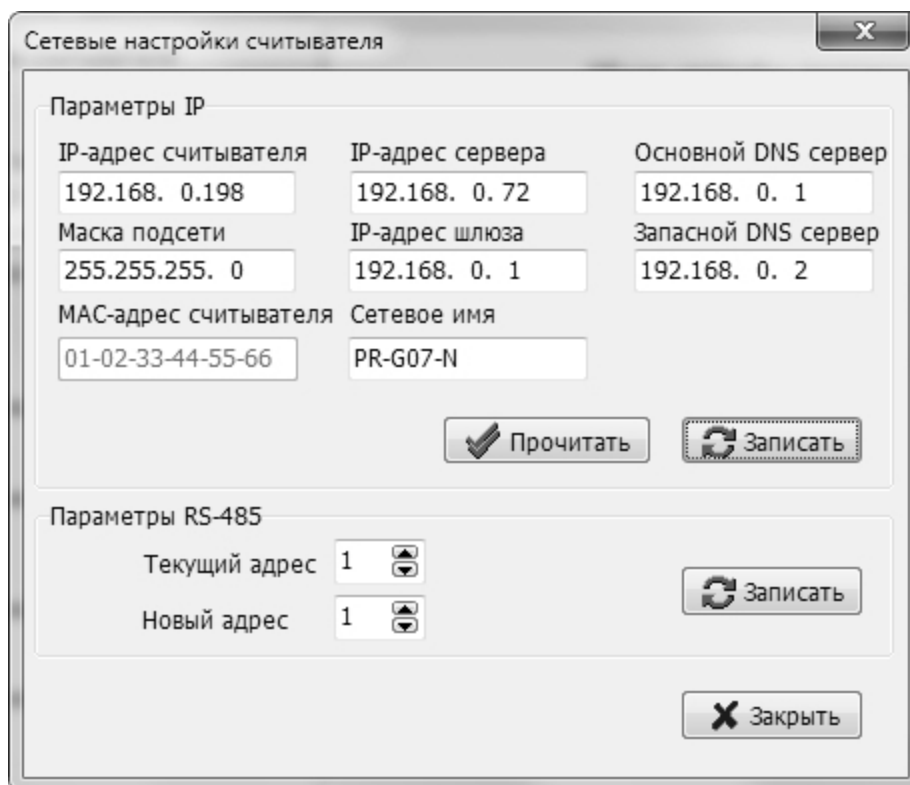 Сетевые настройки считывателя
Параметры IP
IP-адрес считывателя IP-адрес сервера Основной DNS сервер
192.168. 0.198 192.168. 0. 72 192.168. 0. 1
Маска подсети IP-адрес шлюза Запасной DNS сервер
255.255.255. 0 192.168. 0. 1 192.168. 0. 2
MAC-адрес считывателя Сетевое имя
01-02-33-44-55-66 PR-G07-N
Прочитать Записать
Параметры RS-485
Текущий адрес 1
Записать
Новый адрес 1
Закрыть